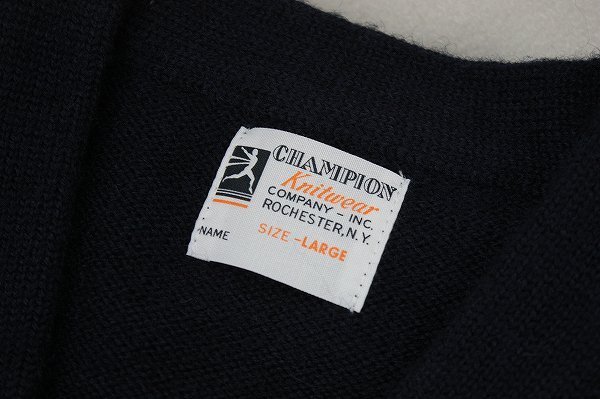 CHAMPION
Knitwear
COMPANY-INC.
ROCHESTER, N.Y.
NAME SIZE-LARGE